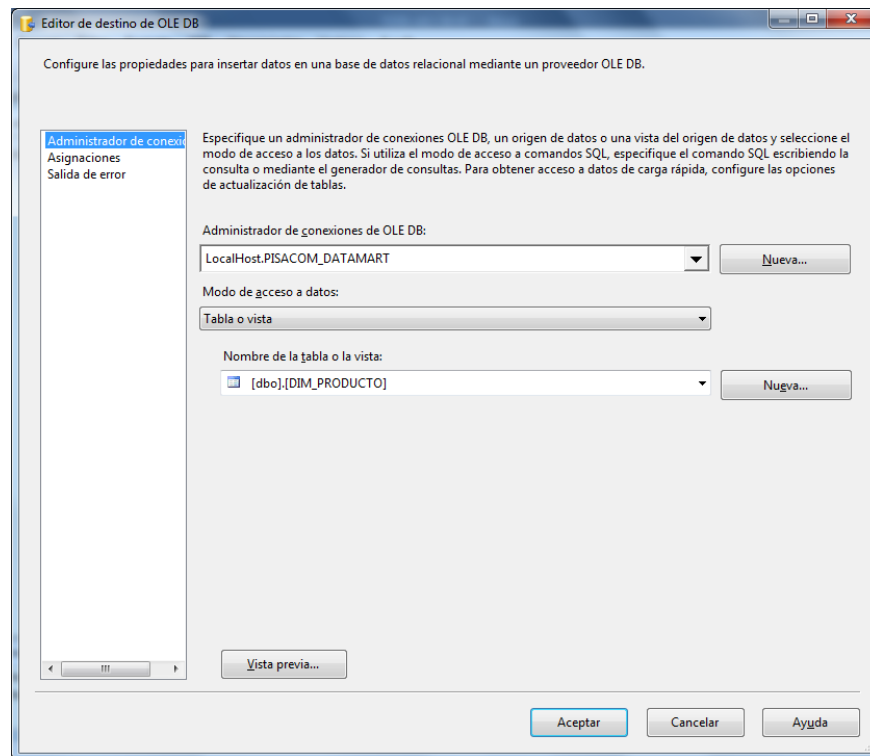 Editor de destino de OLE DB
Configure las propiedades para insertar datos en una base de datos relacional mediante un proveedor OLE DB.
Administrador de conexio
Asignaciones
Salida de error
Especifique un administrador de conexiones OLE DB, un origen de datos o una vista del origen de datos y seleccione el
modo de acceso a los datos. Si utiliza el modo de acceso a comandos SQL, especifique el comando SQL escribiendo la
consulta o mediante el generador de consultas. Para obtener acceso a datos de carga rápida, configure las opciones
de actualización de tablas.
Administrador de conexiones de OLE DB:
LocalHost.PISACOM_DATAMART
Nueva...
Modo de acceso a datos:
Tabla o vista
Nombre de la tabla o la vista:
[dbo].[DIM_PRODUCTO]
Nueva...
Vista previa...
Aceptar
Cancelar
Ayuda